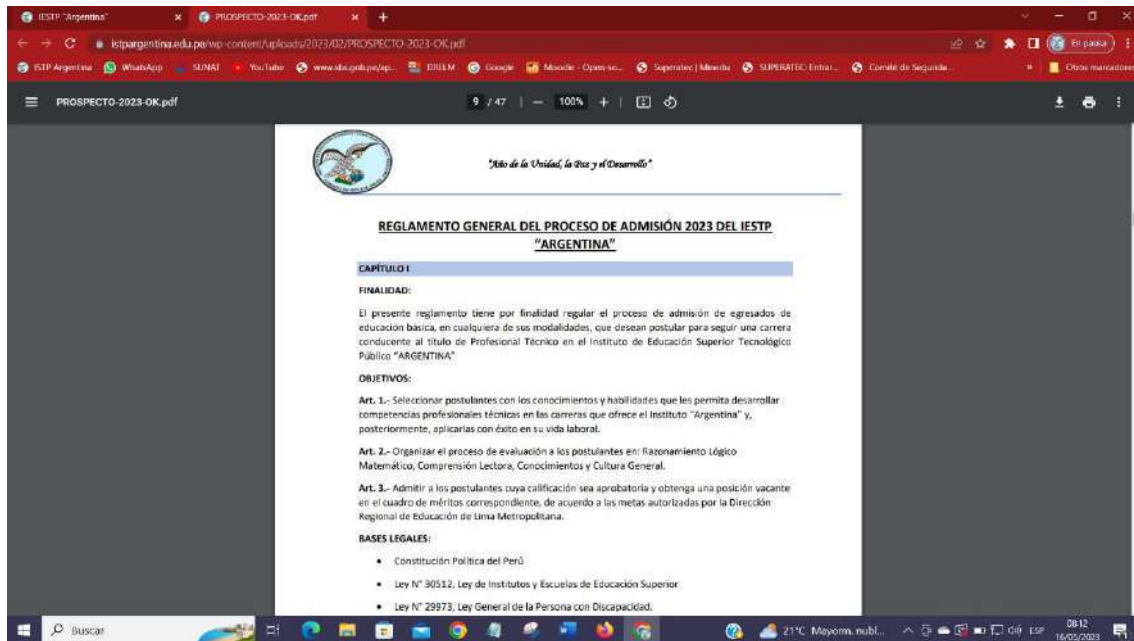 IESTP "Argentina"
PROSPECTO-2023-OK.pdf
istpargentina.edu.pe/wp-content/uploads/2023/02/PROSPECTO-2023-OK.pdf
En pausa
ISTP Argentina WhatsApp SUNAT YouTube DRELM Google Moodle - Open-so... Superatec | Minedu SUPERATEC: Entrar... Comité de Segunda... Otros marcadores
PROSPECTO-2023-OK.pdf 9 / 47 100%
"Año de la Unidad, la Paz y el Desarrollo"
REGLAMENTO GENERAL DEL PROCESO DE ADMISIÓN 2023 DEL IESTP
"ARGENTINA"
CAPÍTULO I
FINALIDAD:
El presente reglamento tiene por finalidad regular el proceso de admisión de egresados de
educación básica, en cualquiera de sus modalidades, que desean postular para seguir una carrera
conducente al título de Profesional Técnico en el Instituto de Educación Superior Tecnológico
Público "ARGENTINA"
OBJETIVOS:
Art. 1.- Seleccionar postulantes con los conocimientos y habilidades que les permita desarrollar
competencias profesionales técnicas en las carreras que ofrece el Instituto "Argentina" y,
posteriormente, aplicarlas con éxito en su vida laboral.
Art. 2.- Organizar el proceso de evaluación a los postulantes en: Razonamiento Lógico
Matemático, Comprensión Lectora, Conocimientos y Cultura General.
Art. 3.- Admitir a los postulantes cuya calificación sea aprobatoria y obtenga una posición vacante
en el cuadro de méritos correspondiente, de acuerdo a las metas autorizadas por la Dirección
Regional de Educación de Lima Metropolitana.
BASES LEGALES:
• Constitución Política del Perú
• Ley N° 30512, Ley de Institutos y Escuelas de Educación Superior
• Ley N° 29973, Ley General de la Persona con Discapacidad.
Buscar 21°C Mayorm. nubl... ESP 08:12
16/05/2023